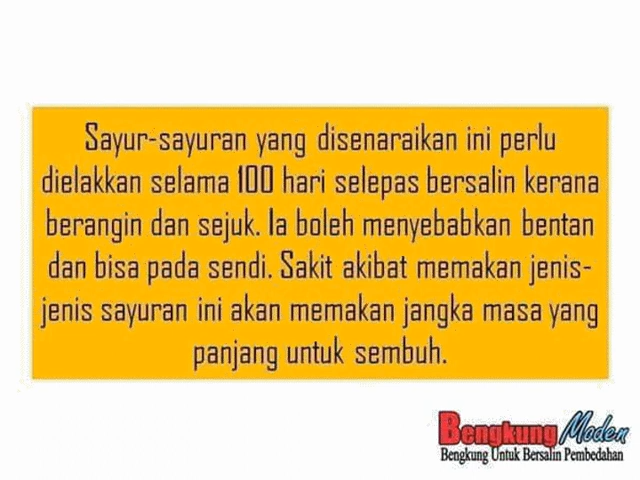 Sayur-sayuran yang disenaraikan ini perlu
dielakkan selama 100 hari selepas bersalin kerana
berangin dan sejuk. Ia boleh menyebabkan bentan
dan bisa pada sendi. Sakit akibat memakan jenis-
jenis sayuran ini akan memakan jangka masa yang
panjang untuk sembuh.
Bengkung Moden
Bengkung Untuk Bersalin Pembedahan